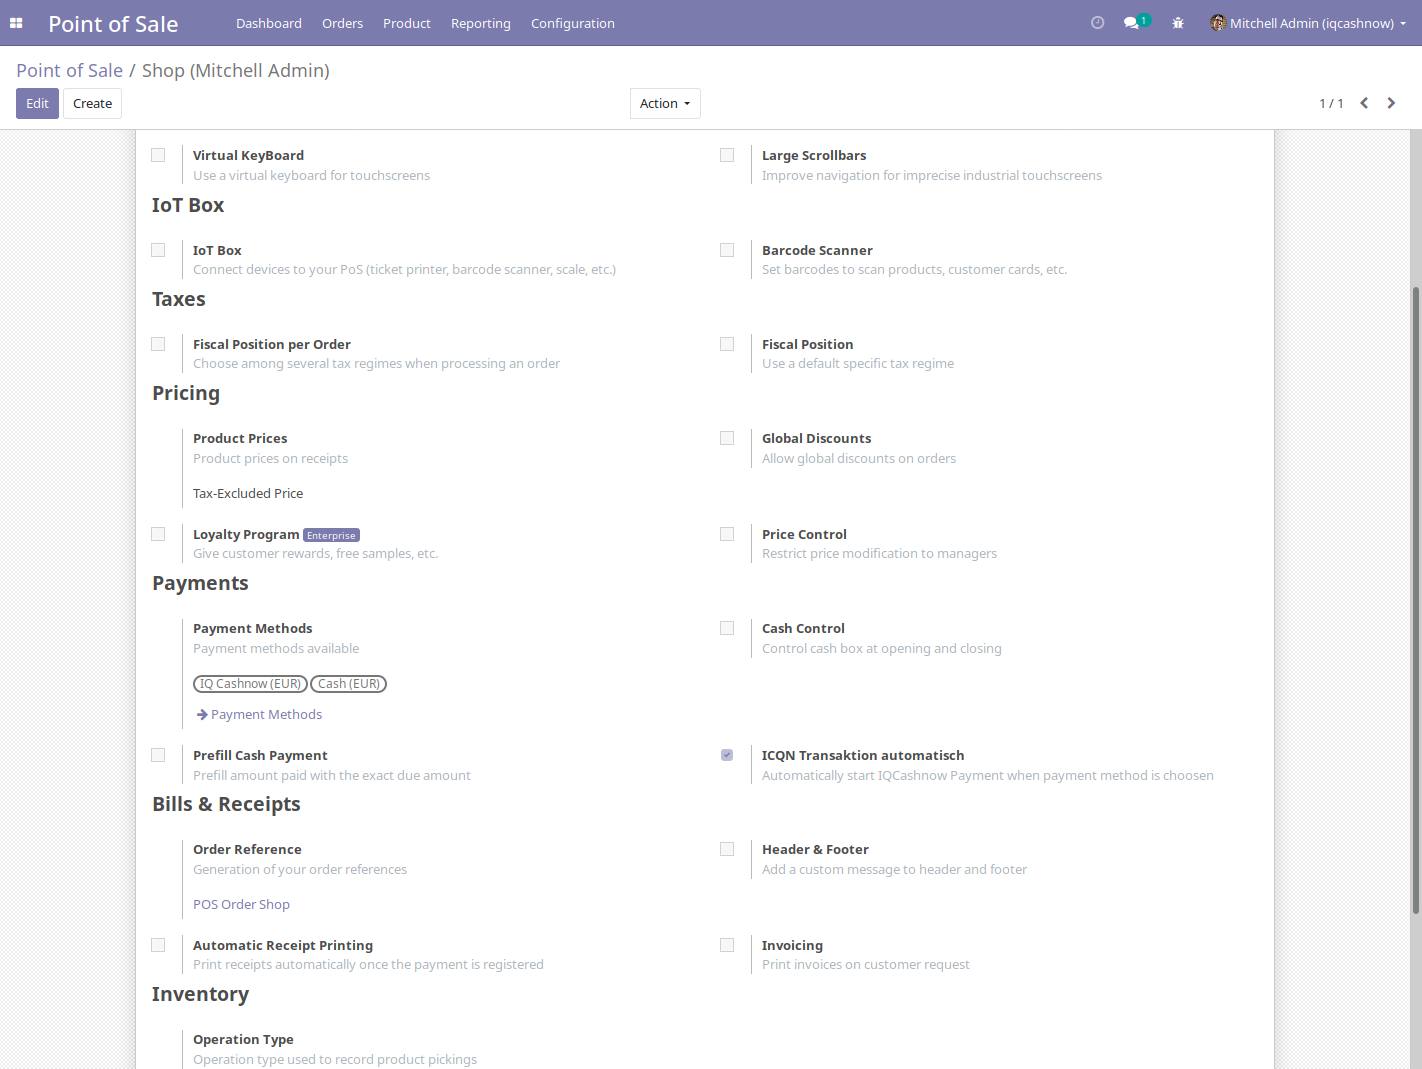 Point of Sale Dashboard Orders Product Reporting Configuration 1 Mitchell Admin (iqcashnow)
Point of Sale / Shop (Mitchell Admin)
Edit Create Action 1 / 1
Virtual KeyBoard
Use a virtual keyboard for touchscreens
Large Scrollbars
Improve navigation for imprecise industrial touchscreens
IoT Box
IoT Box
Connect devices to your PoS (ticket printer, barcode scanner, scale, etc.)
Barcode Scanner
Set barcodes to scan products, customer cards, etc.
Taxes
Fiscal Position per Order
Choose among several tax regimes when processing an order
Fiscal Position
Use a default specific tax regime
Pricing
Product Prices
Product prices on receipts
Tax-Excluded Price
Global Discounts
Allow global discounts on orders
Loyalty Program Enterprise
Give customer rewards, free samples, etc.
Price Control
Restrict price modification to managers
Payments
Payment Methods
Payment methods available
IQ Cashnow (EUR) Cash (EUR)
Payment Methods
Cash Control
Control cash box at opening and closing
Prefill Cash Payment
Prefill amount paid with the exact due amount
ICQN Transaktion automatisch
Automatically start IQCashnow Payment when payment method is choosen
Bills & Receipts
Order Reference
Generation of your order references
POS Order Shop
Header & Footer
Add a custom message to header and footer
Automatic Receipt Printing
Print receipts automatically once the payment is registered
Invoicing
Print invoices on customer request
Inventory
Operation Type
Operation type used to record product pickings